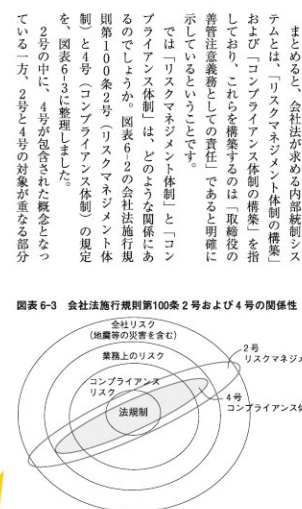 まとめると、会社法が求める内部統制シス
テムとは、「リスクマネジメント体制の構築」
および「コンプライアンス体制の構築」を指
しており、これらを構築するのは「取締役の
善管注意義務としての責任」であると明確に
示しているということです。
では「リスクマネジメント体制」と「コン
プライアンス体制」は、どのような関係にあ
るのでしょうか。図表6-2の会社法施行規
則第100条2号(リスクマネジメント体
制)と4号(コンプライアンス体制)の規定
を、図表6-3に整理しました。
2号の中に、4号が包含された概念となっ
ている一方、2号と4号の対象が重なる部分
図表 6-3 会社法施行規則第100条2号および4号の関係性
全社リスク
(地震等の災害を含む)
業務上のリスク
コンプライアンス
リスク
法規制
2号
リスクマネジメ
4号
コンプライアンス